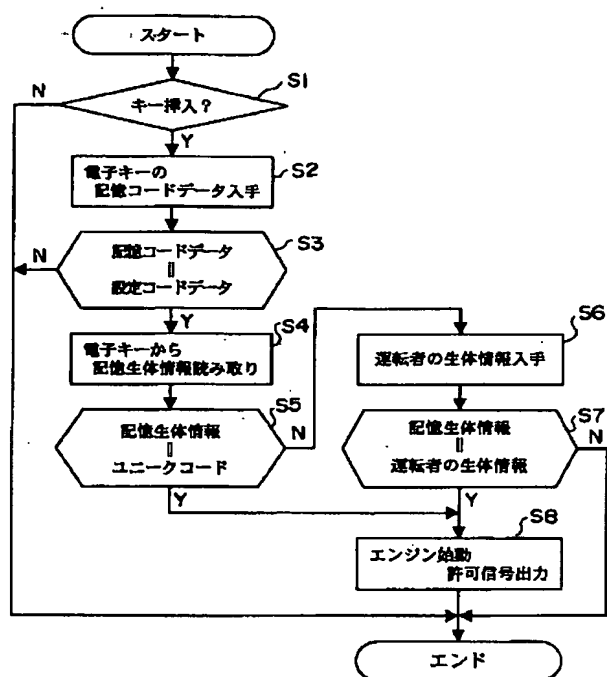 スタート
S1
N
キー挿入?
Y
S2
電子キーの
記憶コードデータ入手
S3
N
記憶コードデータ
||
設定コードデータ
Y
S4
電子キーから
記憶生体情報読み取り
S5
記憶生体情報
||
ユニークコード
N
Y
S6
運転者の生体情報入手
S7
記憶生体情報
||
運転者の生体情報
N
Y
S8
エンジン始動
許可信号出力
エンド